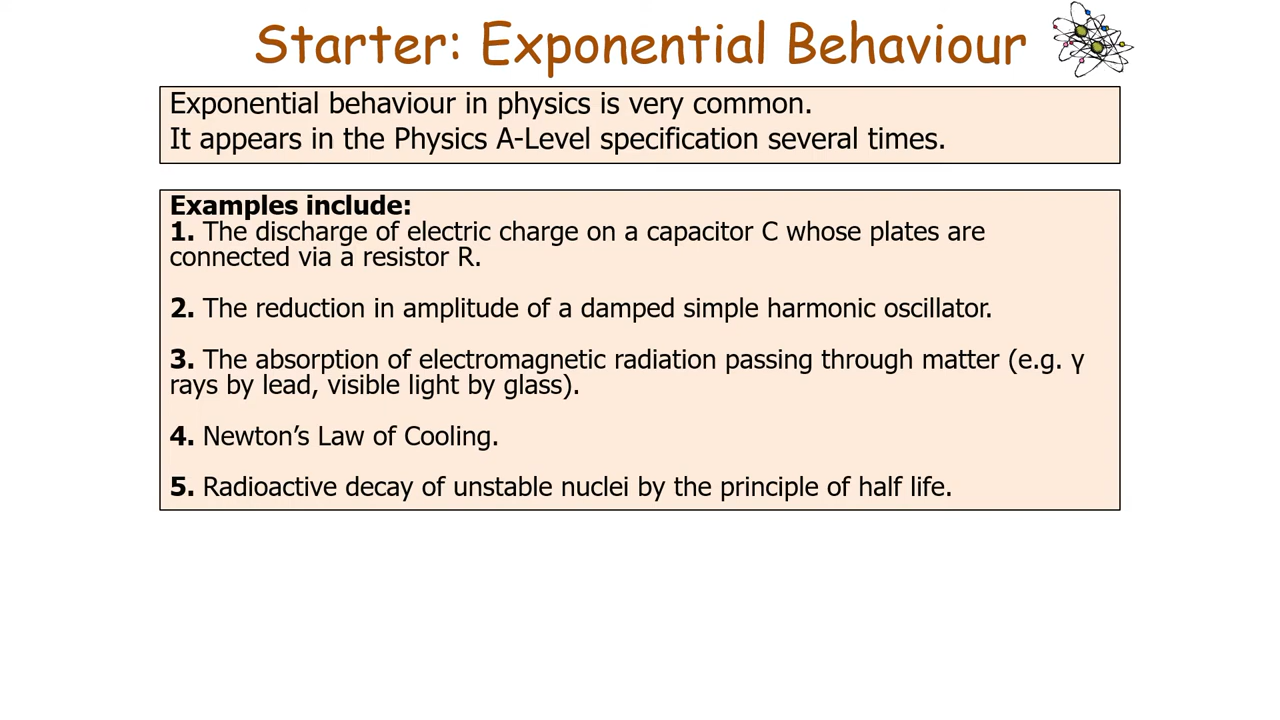 Starter: Exponential Behaviour
Exponential behaviour in physics is very common.
It appears in the Physics A-Level specification several times.
Examples include:
1. The discharge of electric charge on a capacitor C whose plates are
connected via a resistor R.
2. The reduction in amplitude of a damped simple harmonic oscillator.
3. The absorption of electromagnetic radiation passing through matter (e.g. γ
rays by lead, visible light by glass).
4. Newton’s Law of Cooling.
5. Radioactive decay of unstable nuclei by the principle of half life.